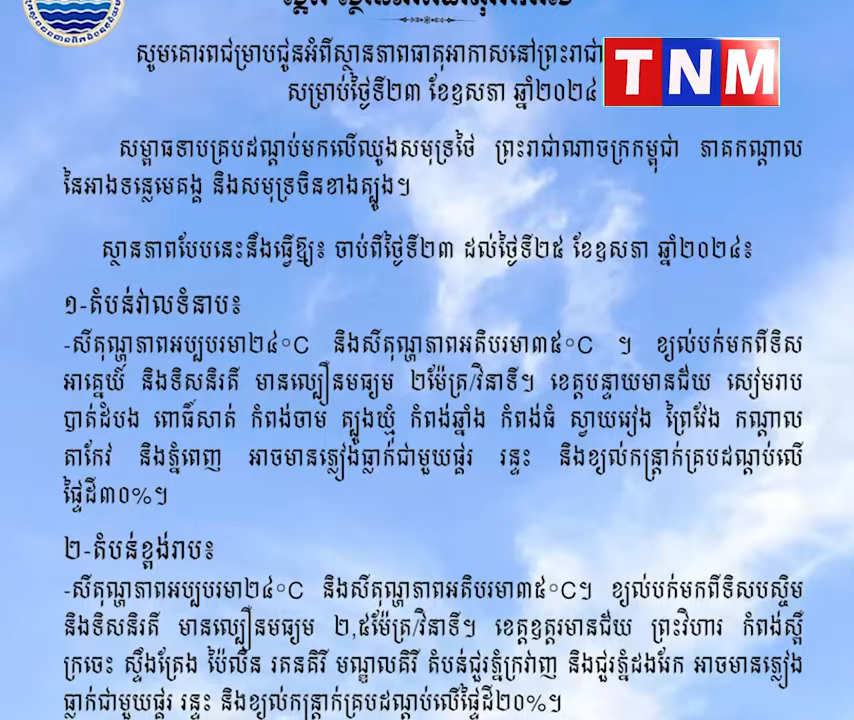 សូមគោរពជម្រាបជូនអំពីស្ថានភាពធាតុអាកាសនៅព្រះរាជា
TNM
សម្រាប់ថ្ងៃទី២៣ ខែឧសភា ឆ្នាំ២០២៤
សម្ពាធទាបគ្របដណ្ដប់មកលើឈូងសមុទ្រថៃ ព្រះរាជាណាចក្រកម្ពុជា ភាគកណ្ដាល
នៃអាងទន្លេមេគង្គ និងសមុទ្រចិនខាងត្បូង។
ស្ថានភាពបែបនេះនឹងធ្វើឱ្យ៖ ចាប់ពីថ្ងៃទី២៣ ដល់ថ្ងៃទី២៥ ខែឧសភា ឆ្នាំ២០២៤៖
១-តំបន់វាលទំនាប៖
-សីតុណ្ហភាពអប្បបរមា២៤°C និងសីតុណ្ហភាពអតិបរមា៣៥°C ។ ខ្យល់បក់មកពីទិស
អាគ្នេយ៍ និងទិសនិរតី មានល្បឿនមធ្យម ២ម៉ែត្រ/វិនាទី។ ខេត្តបន្ទាយមានជ័យ សៀមរាប
បាត់ដំបង ពោធិ៍សាត់ កំពង់ចាម ត្បូងឃ្មុំ កំពង់ឆ្នាំង កំពង់ធំ ស្វាយរៀង ព្រៃវែង កណ្ដាល
តាកែវ និងភ្នំពេញ អាចមានភ្លៀងធ្លាក់ជាមួយផ្គរ រន្ទះ និងខ្យល់កន្ត្រាក់គ្របដណ្ដប់លើ
ផ្ទៃដី៣០%។
២-តំបន់ខ្ពង់រាប៖
-សីតុណ្ហភាពអប្បបរមា២៤°C និងសីតុណ្ហភាពអតិបរមា៣៥°C។ ខ្យល់បក់មកពីទិសបស្ចិម
និងទិសនិរតី មានល្បឿនមធ្យម ២,៥ម៉ែត្រ/វិនាទី។ ខេត្តឧត្តរមានជ័យ ព្រះវិហារ កំពង់ស្ពឺ
ក្រចេះ ស្ទឹងត្រែង ប៉ៃលិន រតនគិរី មណ្ឌលគិរី តំបន់ជួរភ្នំក្រវាញ និងជួរភ្នំដងរែក អាចមានភ្លៀង
ធ្លាក់ជាមួយផ្គរ រន្ទះ និងខ្យល់កន្ត្រាក់គ្របដណ្ដប់លើផ្ទៃដី២០%។